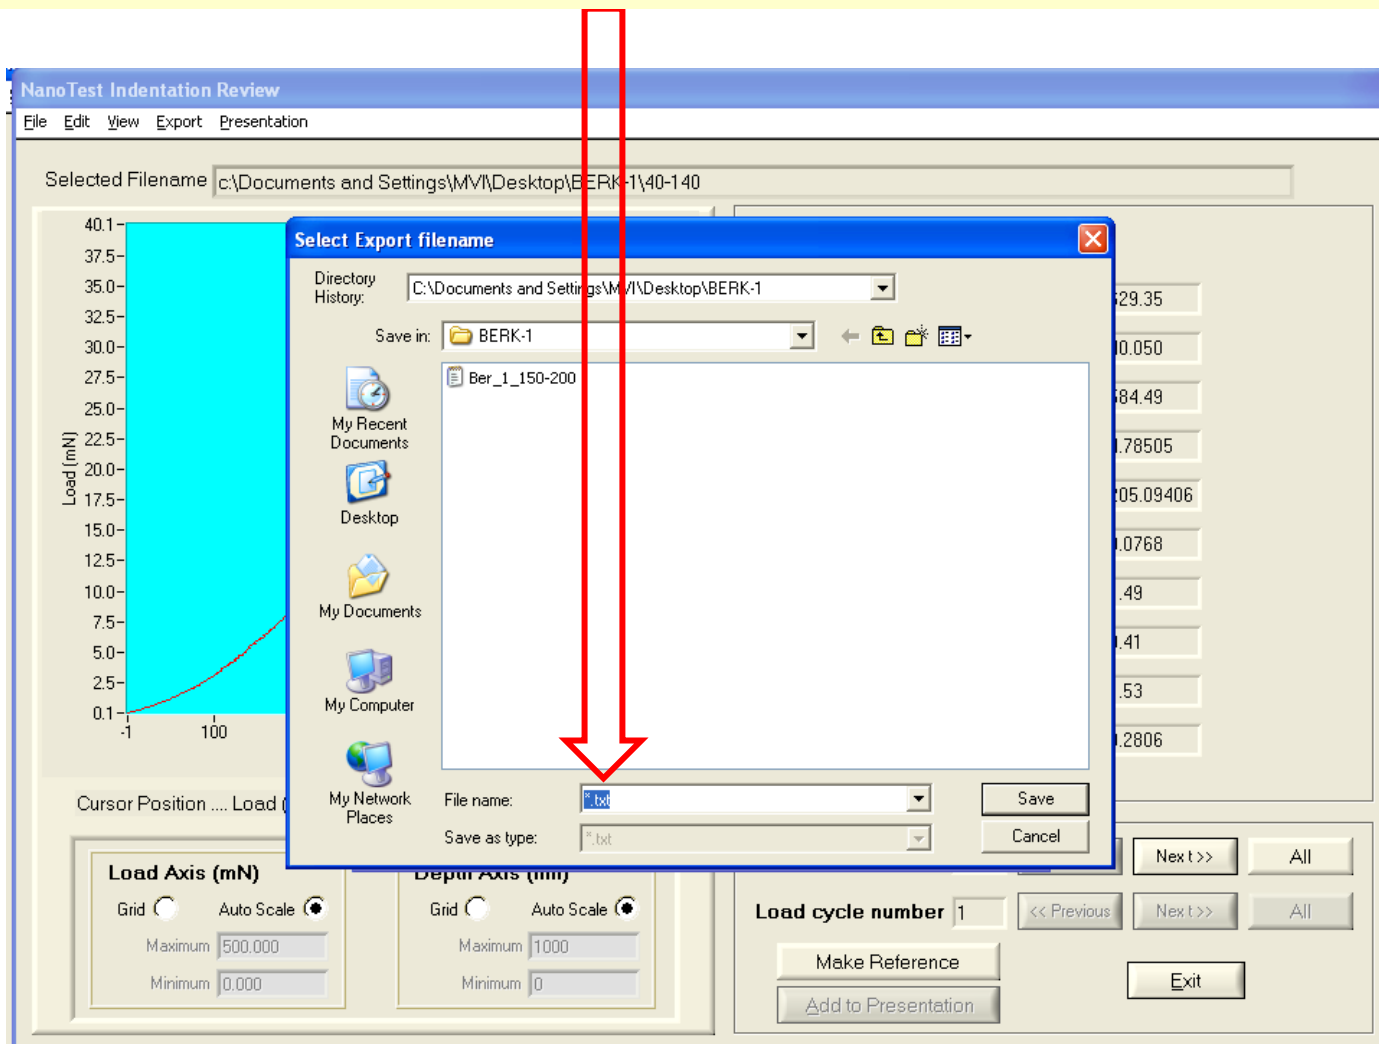 NanoTest Indentation Review
File Edit View Export Presentation
Selected Filename c:\Documents and Settings\MVI\Desktop\BERK-1\40-140
Select Export filename
Directory History: C:\Documents and Settings\MVI\Desktop\BERK-1
Save in: BERK-1
Ber_1_150-200
My Recent
Documents
Desktop
My Documents
My Computer
My Network
Places
File name: *.txt
Save as type: *.txt
Save
Cancel
Load (mN)
40.1
37.5
35.0
32.5
30.0
27.5
25.0
22.5
20.0
17.5
15.0
12.5
10.0
7.5
5.0
2.5
0.1
-1 100
29.35
0.050
84.49
.78505
05.09406
.0768
.49
.41
.53
.2806
Cursor Position .... Load (
Load Axis (mN)
Grid Auto Scale
Maximum 500.000
Minimum 0.000
Depth Axis (nm)
Grid Auto Scale
Maximum 1000
Minimum 0
Next>> All
Load cycle number 1 << Previous Next>> All
Make Reference
Add to Presentation
Exit